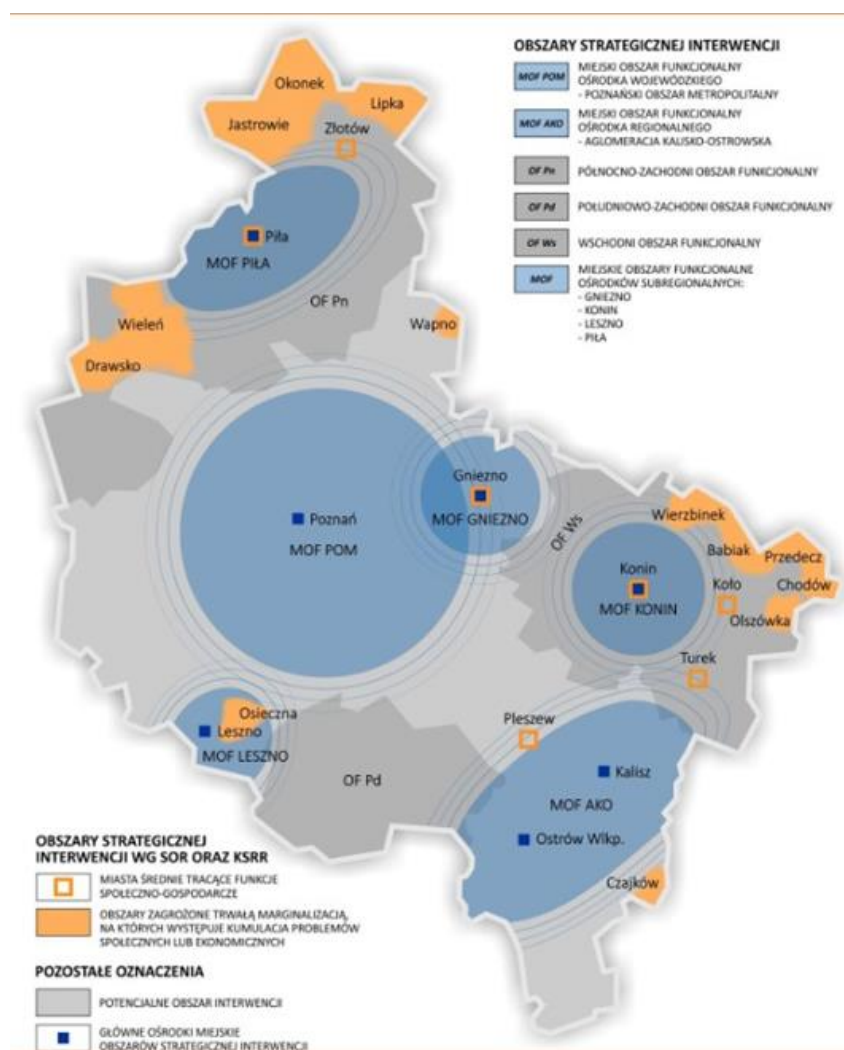 OBSZARY STRATEGICZNEJ INTERWENCJI
MOF POM
MIEJSKI OBSZAR FUNKCJONALNY
OŚRODKA WOJEWÓDZKIEGO
- POZNAŃSKI OBSZAR METROPOLITALNY
MOF AKO
MIEJSKI OBSZAR FUNKCJONALNY
OŚRODKA REGIONALNEGO
- AGLOMERACJA KALISKO-OSTROWSKA
OF Pn
PÓŁNOCNO-ZACHODNI OBSZAR FUNKCJONALNY
OF Pd
POŁUDNIOWO-ZACHODNI OBSZAR FUNKCJONALNY
OF Ws
WSCHODNI OBSZAR FUNKCJONALNY
MOF
MIEJSKIE OBSZARY FUNKCJONALNE
OŚRODKÓW SUBREGIONALNYCH:
- GNIEZNO
- KONIN
- LESZNO
- PIŁA
Okonek
Lipka
Jastrowie
Złotów
Piła
MOF PIŁA
OF Pn
Wieleń
Wapno
Drawsko
Gniezno
MOF GNIEZNO
Poznań
MOF POM
OF Ws
Wierzbinek
Babiak
Przedecz
Konin
Koło
Chodów
MOF KONIN
Olszówka
Turek
Osieczna
Leszno
MOF LESZNO
Pleszew
OF Pd
Kalisz
MOF AKO
Ostrów Wlkp.
Czajków
OBSZARY STRATEGICZNEJ
INTERWENCJI WG SOR ORAZ KSRR
MIASTA ŚREDNIE TRACĄCE FUNKCJE
SPOŁECZNO-GOSPODARCZE
OBSZARY ZAGROŻONE TRWAŁĄ MARGINALIZACJĄ,
NA KTÓRYCH WYSTĘPUJE KUMULACJA PROBLEMÓW
SPOŁECZNYCH LUB EKONOMICZNYCH
POZOSTAŁE OZNACZENIA
POTENCJALNE OBSZAR INTERWENCJI
GŁÓWNE OŚRODKI MIEJSKIE
OBSZARÓW STRATEGICZNEJ INTERWENCJI